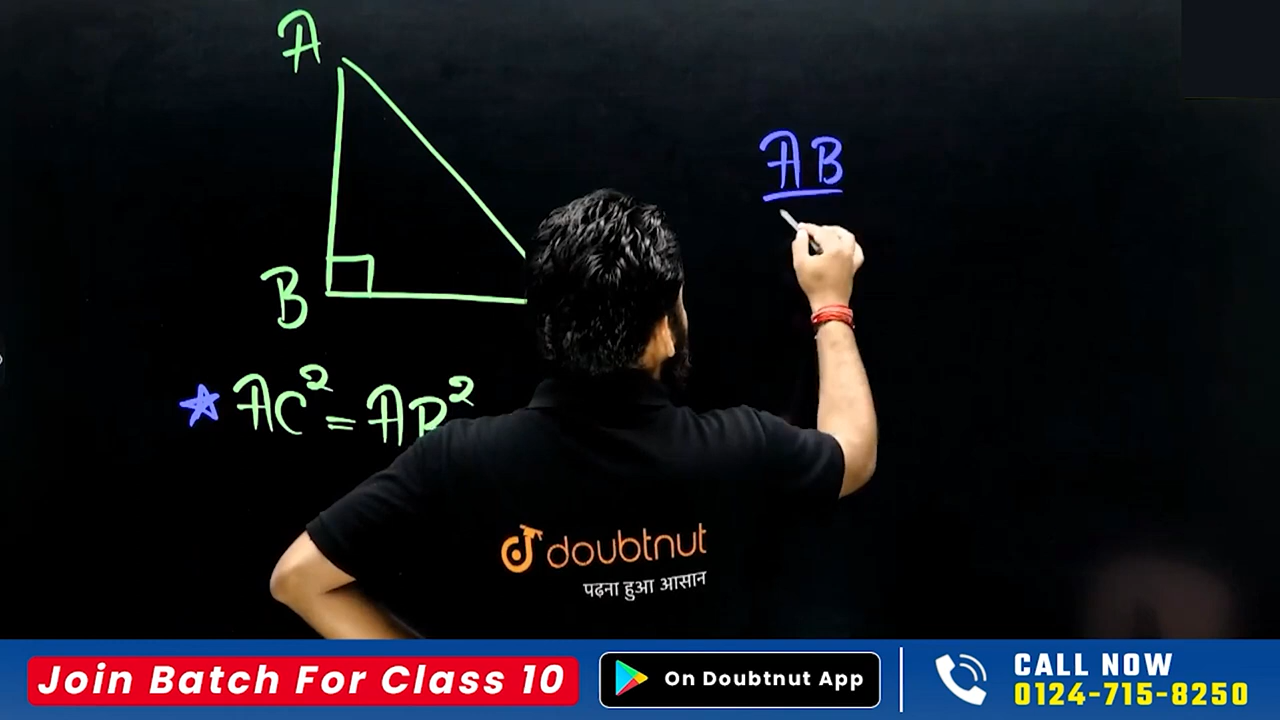 A
AB
B
★ AC² = AB²
doubtnut
पढ़ना हुआ आसान
Join Batch For Class 10
On Doubtnut App
CALL NOW
0124-715-8250